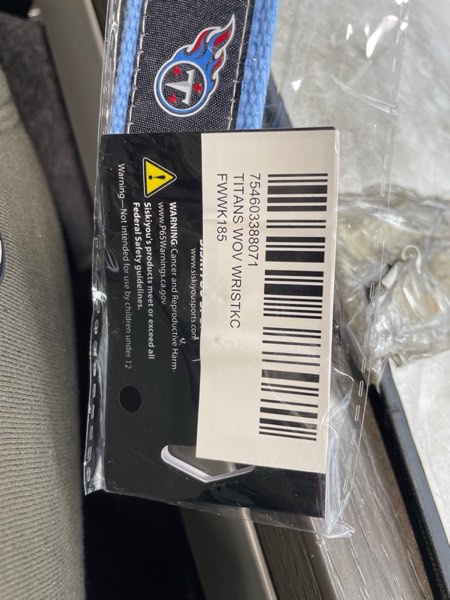 754603388071
TITANS WOV WRISTKC
FWWK185
www.siskiyousports.com
WARNING: Cancer and Reproductive Harm-
www.P65Warnings.ca.gov
Siskiyou's products meet or exceed all
Federal Safety guidelines.
Warning—Not intended for use by children under 12.